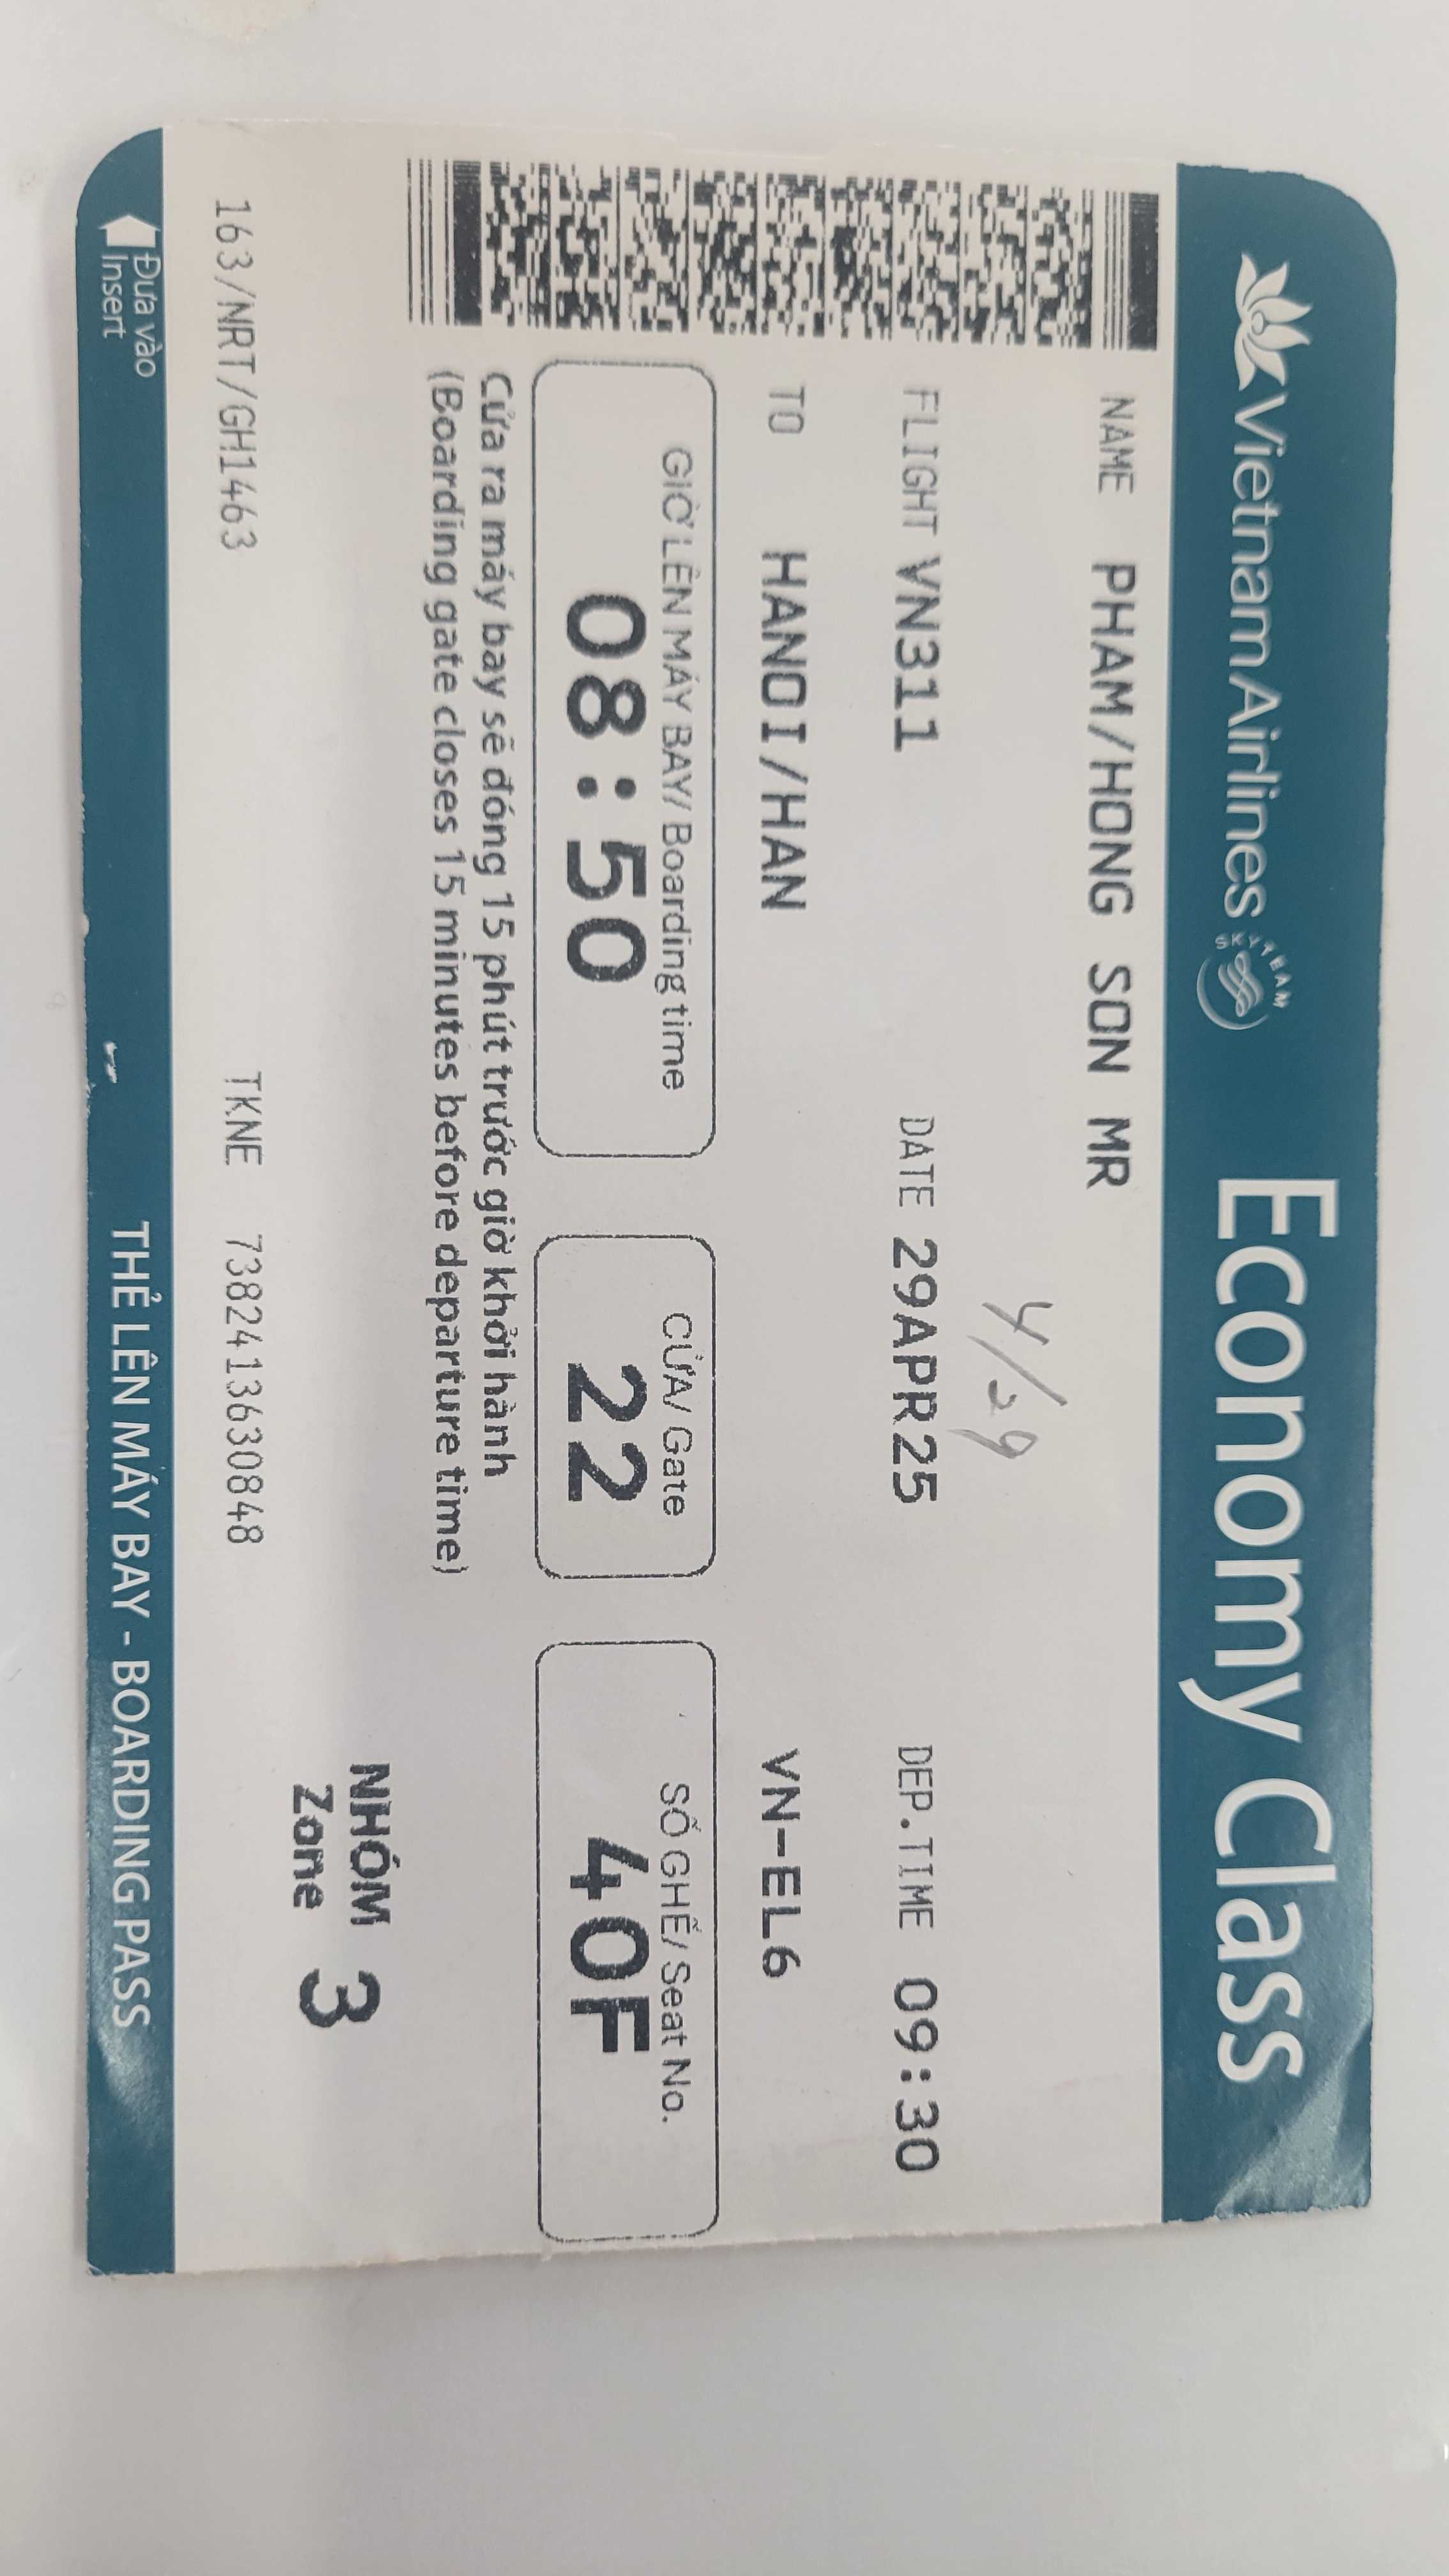 Vietnam Airlines SKYTEAM Economy Class
NAME PHAM/HONG SON MR
4/29
FLIGHT VN311 DATE 29APR25 DEP.TIME 09:30
TO HANOI/HAN VN-EL6
GIỜ LÊN MÁY BAY/ Boarding time CỬA/ Gate SỐ GHẾ/ Seat No.
08:50 22 40F
Cửa ra máy bay sẽ đóng 15 phút trước giờ khởi hành
(Boarding gate closes 15 minutes before departure time)
NHÓM 3
Zone
163/NRT/GH1463 TKNE 7382413630848
Đưa vào
Insert
THẺ LÊN MÁY BAY - BOARDING PASS